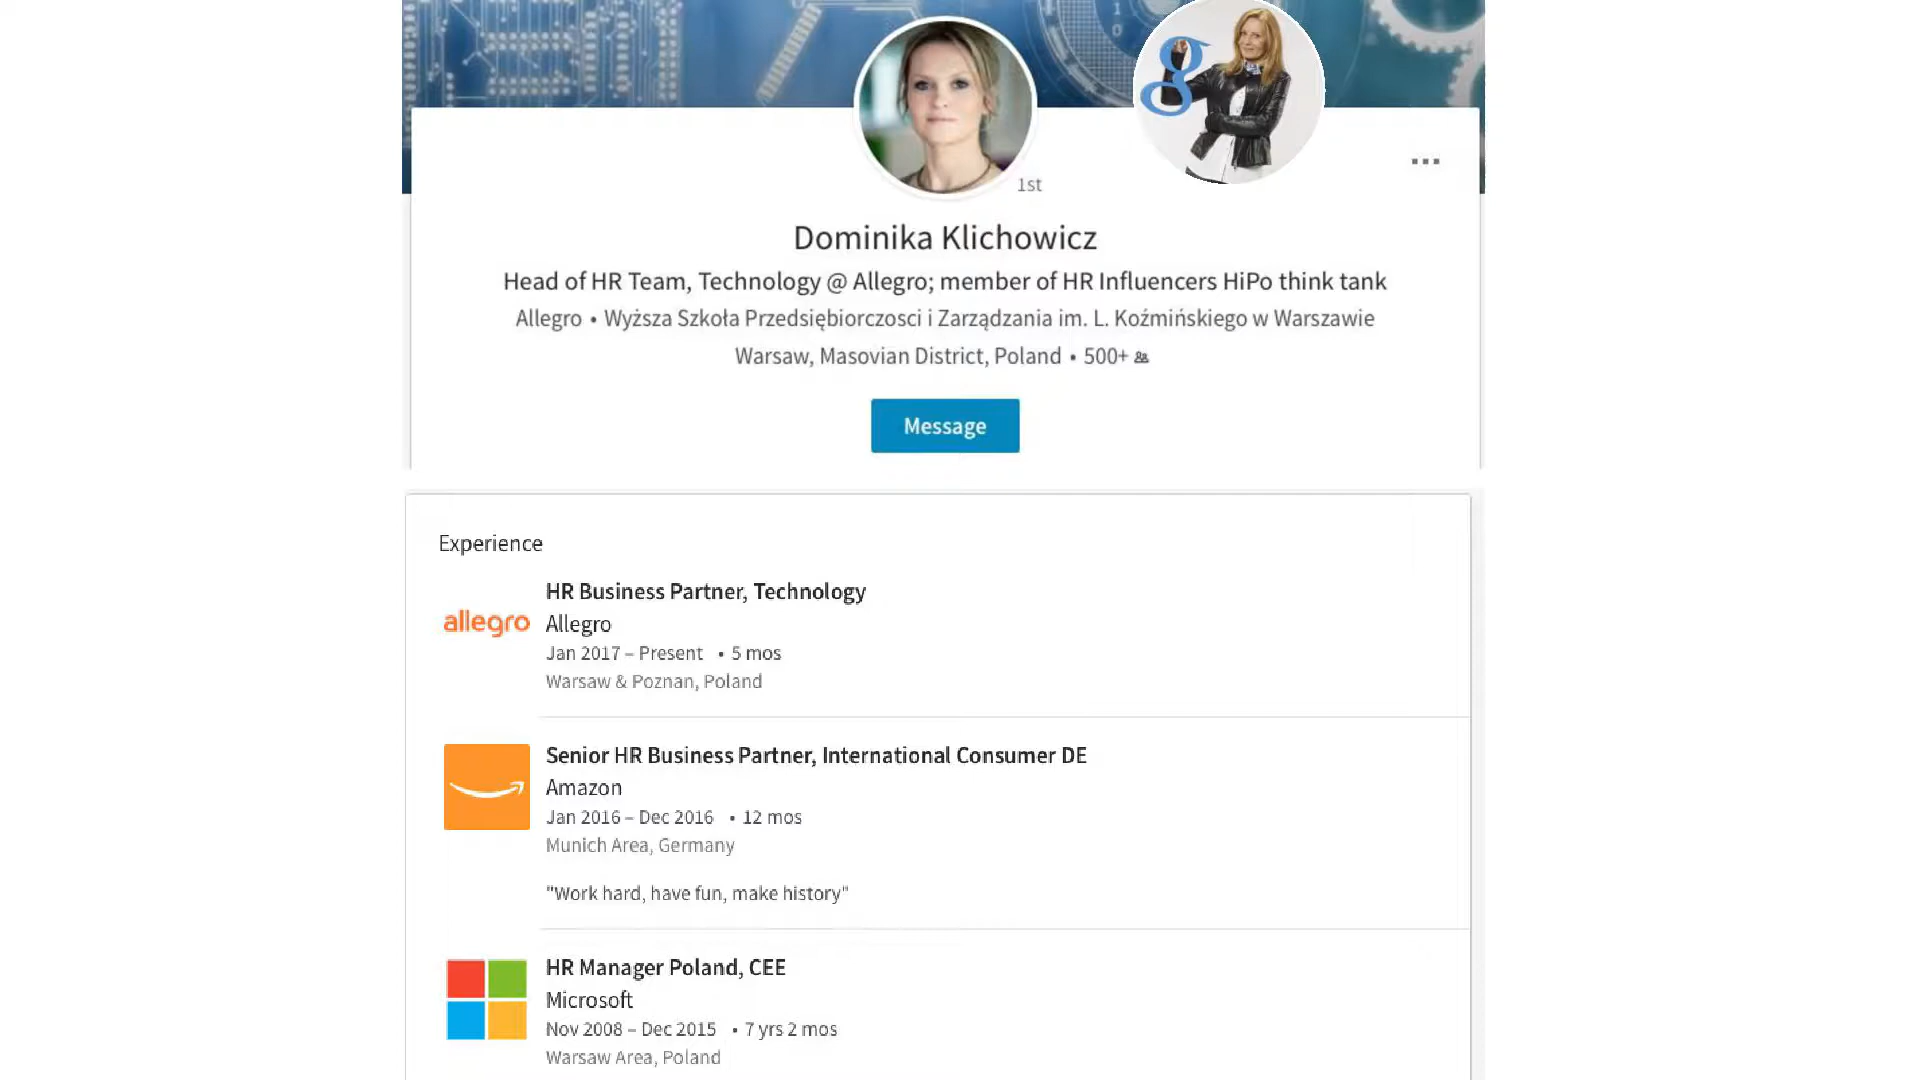 g
1st
Dominika Klichowicz
Head of HR Team, Technology @ Allegro; member of HR Influencers HiPo think tank
Allegro • Wyższa Szkoła Przedsiębiorczosci i Zarządzania im. L. Koźmińskiego w Warszawie
Warsaw, Masovian District, Poland • 500+
Message
Experience
HR Business Partner, Technology
allegro
Allegro
Jan 2017 – Present • 5 mos
Warsaw & Poznan, Poland
Senior HR Business Partner, International Consumer DE
Amazon
Jan 2016 – Dec 2016 • 12 mos
Munich Area, Germany
"Work hard, have fun, make history"
HR Manager Poland, CEE
Microsoft
Nov 2008 – Dec 2015 • 7 yrs 2 mos
Warsaw Area, Poland